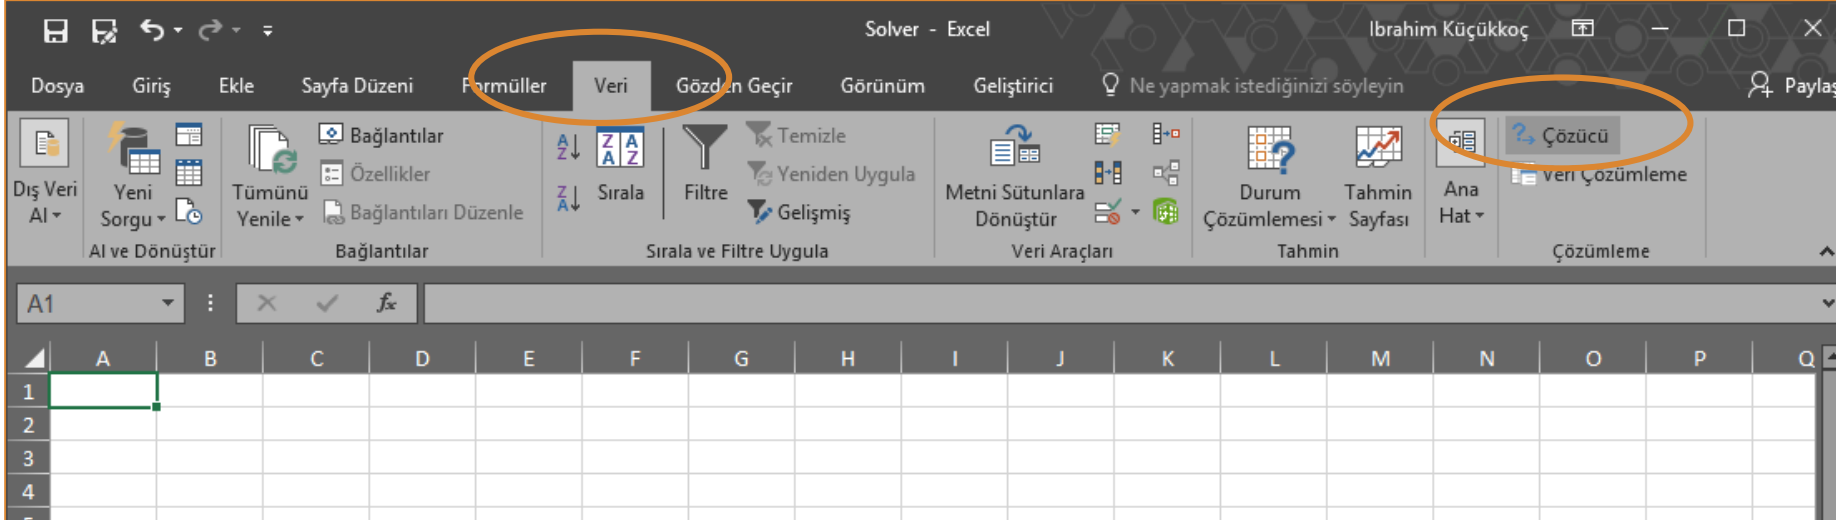 Solver - Excel
Ibrahim Küçükkoç
Dosya Giriş Ekle Sayfa Düzeni Formüller Veri Gözden Geçir Görünüm Geliştirici Ne yapmak istediğinizi söyleyin Paylaş
Dış Veri
Al
Yeni
Sorgu
Al ve Dönüştür
Tümünü
Yenile
Bağlantılar
Özellikler
Bağlantıları Düzenle
Bağlantılar
Sırala
Filtre
Temizle
Yeniden Uygula
Gelişmiş
Sırala ve Filtre Uygula
Metni Sütunlara
Dönüştür
Veri Araçları
Durum
Çözümlemesi
Tahmin
Sayfası
Tahmin
Ana
Hat
Çözücü
Veri Çözümleme
Çözümleme
A1
fx
A B C D E F G H I J K L M N O P Q
1
2
3
4